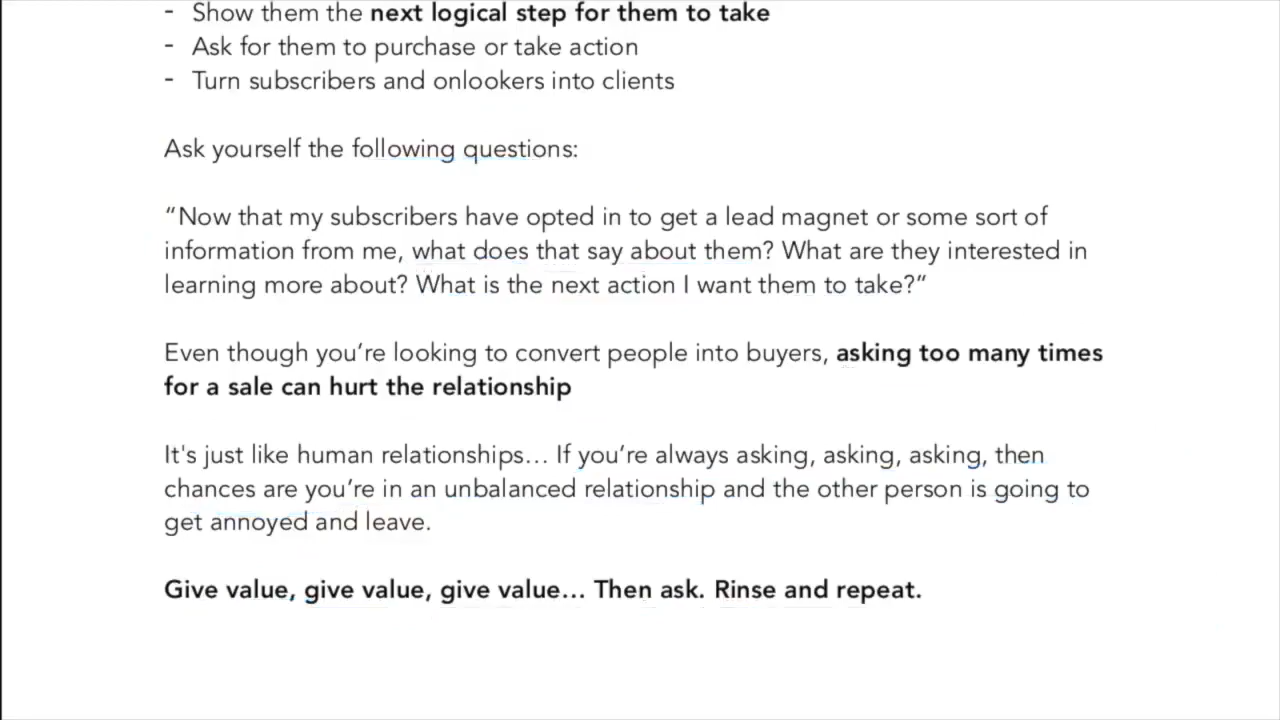 - Show them the next logical step for them to take
- Ask for them to purchase or take action
- Turn subscribers and onlookers into clients
Ask yourself the following questions:
“Now that my subscribers have opted in to get a lead magnet or some sort of
information from me, what does that say about them? What are they interested in
learning more about? What is the next action I want them to take?”
Even though you’re looking to convert people into buyers, asking too many times
for a sale can hurt the relationship
It's just like human relationships… If you’re always asking, asking, asking, then
chances are you’re in an unbalanced relationship and the other person is going to
get annoyed and leave.
Give value, give value, give value… Then ask. Rinse and repeat.